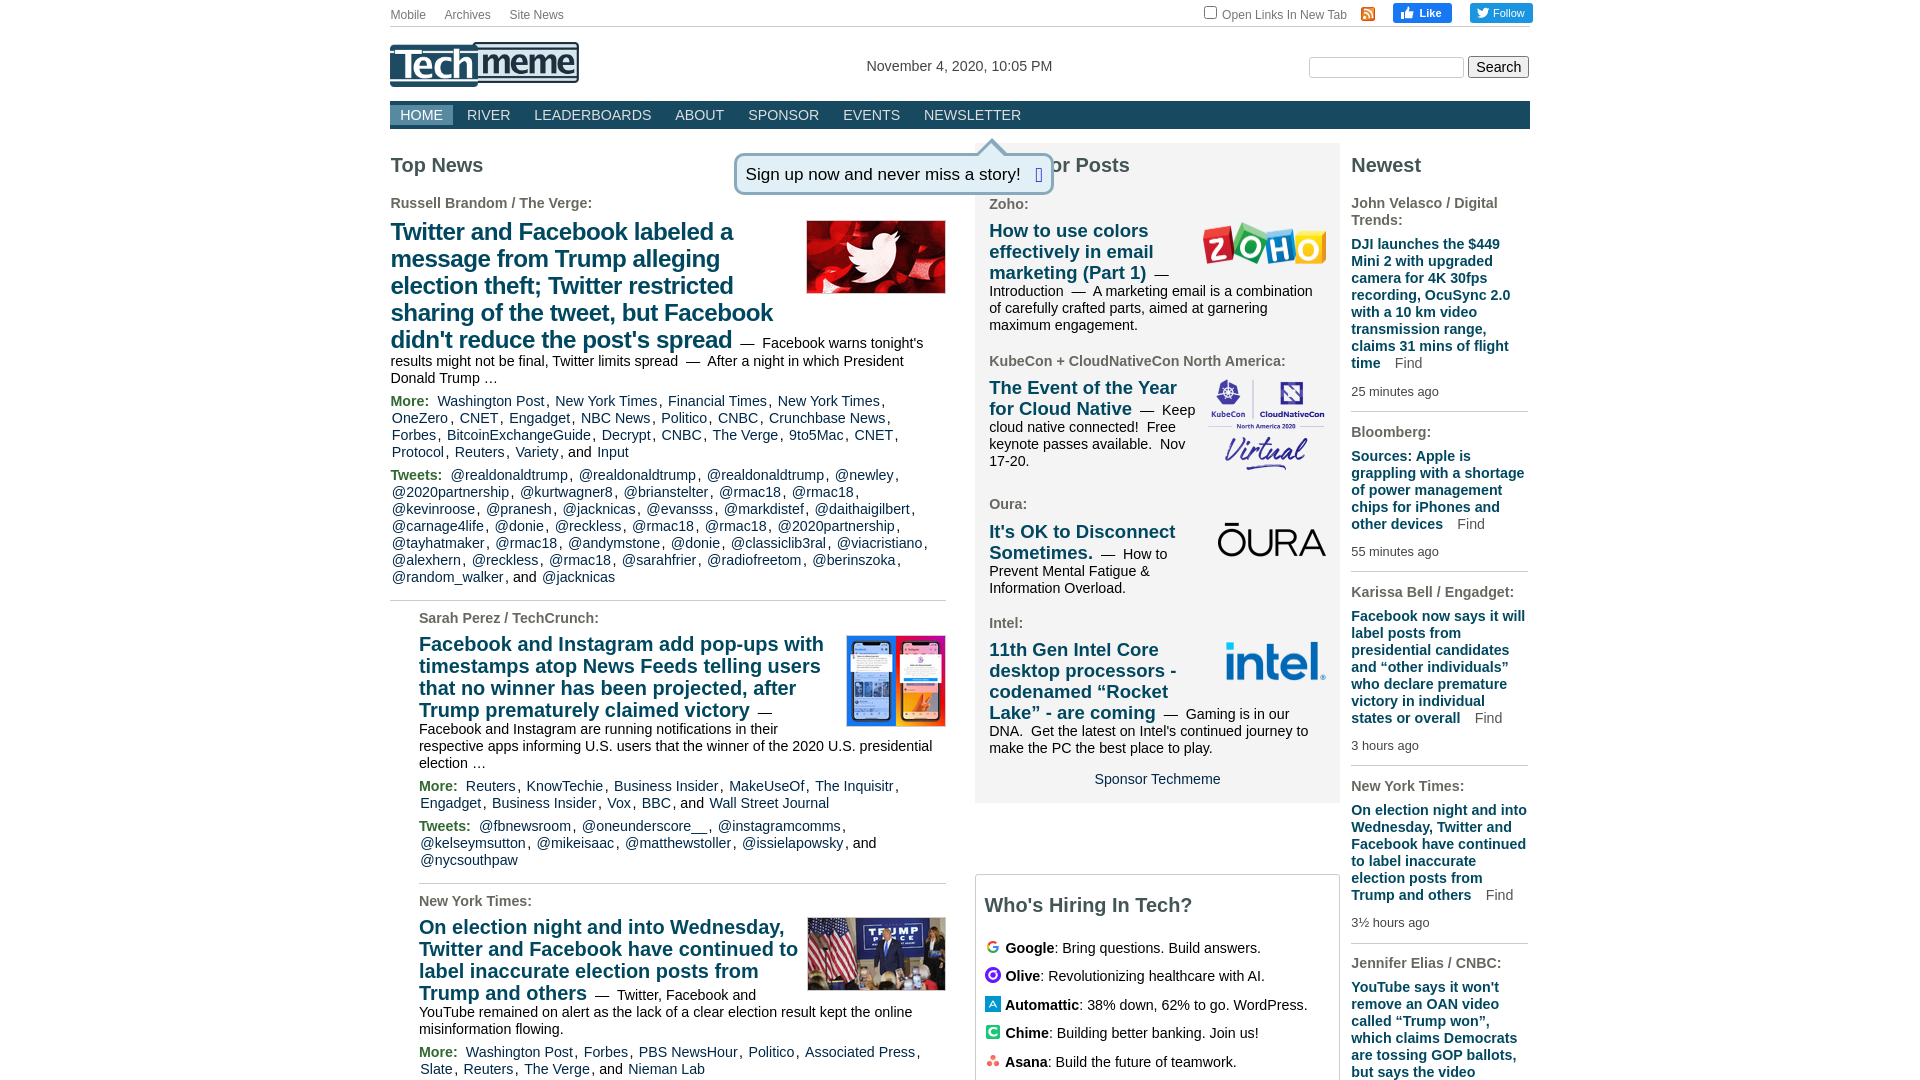 Mobile Archives Site News
Open Links In New Tab
Like
Follow
Techmeme
November 4, 2020, 10:05 PM
Search
HOME RIVER LEADERBOARDS ABOUT SPONSOR EVENTS NEWSLETTER
Sign up now and never miss a story!
Top News
Russell Brandom / The Verge:
Twitter and Facebook labeled a
message from Trump alleging
election theft; Twitter restricted
sharing of the tweet, but Facebook
didn't reduce the post's spread — Facebook warns tonight's
results might not be final, Twitter limits spread — After a night in which President
Donald Trump …
More: Washington Post, New York Times, Financial Times, New York Times,
OneZero, CNET, Engadget, NBC News, Politico, CNBC, Crunchbase News,
Forbes, BitcoinExchangeGuide, Decrypt, CNBC, The Verge, 9to5Mac, CNET,
Protocol, Reuters, Variety, and Input
Tweets: @realdonaldtrump, @realdonaldtrump, @realdonaldtrump, @newley,
@2020partnership, @kurtwagner8, @brianstelter, @rmac18, @rmac18,
@kevinroose, @pranesh, @jacknicas, @evansss, @markdistef, @daithaigilbert,
@carnage4life, @donie, @reckless, @rmac18, @rmac18, @2020partnership,
@tayhatmaker, @rmac18, @andymstone, @donie, @classiclib3ral, @viacristiano,
@alexhern, @reckless, @rmac18, @sarahfrier, @radiofreetom, @berinszoka,
@random_walker, and @jacknicas
Sarah Perez / TechCrunch:
Facebook and Instagram add pop-ups with
timestamps atop News Feeds telling users
that no winner has been projected, after
Trump prematurely claimed victory —
Facebook and Instagram are running notifications in their
respective apps informing U.S. users that the winner of the 2020 U.S. presidential
election …
More: Reuters, KnowTechie, Business Insider, MakeUseOf, The Inquisitr,
Engadget, Business Insider, Vox, BBC, and Wall Street Journal
Tweets: @fbnewsroom, @oneunderscore__, @instagramcomms,
@kelseymsutton, @mikeisaac, @matthewstoller, @issielapowsky, and
@nycsouthpaw
New York Times:
On election night and into Wednesday,
Twitter and Facebook have continued to
label inaccurate election posts from
Trump and others — Twitter, Facebook and
YouTube remained on alert as the lack of a clear election result kept the online
misinformation flowing.
TRUMP
More: Washington Post, Forbes, PBS NewsHour, Politico, Associated Press,
Slate, Reuters, The Verge, and Nieman Lab
or Posts
Zoho:
How to use colors
effectively in email
marketing (Part 1) —
Introduction — A marketing email is a combination
of carefully crafted parts, aimed at garnering
maximum engagement.
ZOHO
KubeCon + CloudNativeCon North America:
The Event of the Year
for Cloud Native — Keep
cloud native connected! Free
keynote passes available. Nov
17-20.
KubeCon CloudNativeCon
North America 2020
Virtual
Oura:
It's OK to Disconnect
Sometimes. — How to
Prevent Mental Fatigue &
Information Overload.
ŌURA
Intel:
11th Gen Intel Core
desktop processors -
codenamed “Rocket
Lake” - are coming — Gaming is in our
DNA. Get the latest on Intel's continued journey to
make the PC the best place to play.
intel
Sponsor Techmeme
Who's Hiring In Tech?
Google: Bring questions. Build answers.
Olive: Revolutionizing healthcare with AI.
Automattic: 38% down, 62% to go. WordPress.
Chime: Building better banking. Join us!
Asana: Build the future of teamwork.
Newest
John Velasco / Digital
Trends:
DJI launches the $449
Mini 2 with upgraded
camera for 4K 30fps
recording, OcuSync 2.0
with a 10 km video
transmission range,
claims 31 mins of flight
time Find
25 minutes ago
Bloomberg:
Sources: Apple is
grappling with a shortage
of power management
chips for iPhones and
other devices Find
55 minutes ago
Karissa Bell / Engadget:
Facebook now says it will
label posts from
presidential candidates
and “other individuals”
who declare premature
victory in individual
states or overall Find
3 hours ago
New York Times:
On election night and into
Wednesday, Twitter and
Facebook have continued
to label inaccurate
election posts from
Trump and others Find
3½ hours ago
Jennifer Elias / CNBC:
YouTube says it won't
remove an OAN video
called “Trump won”,
which claims Democrats
are tossing GOP ballots,
but says the video